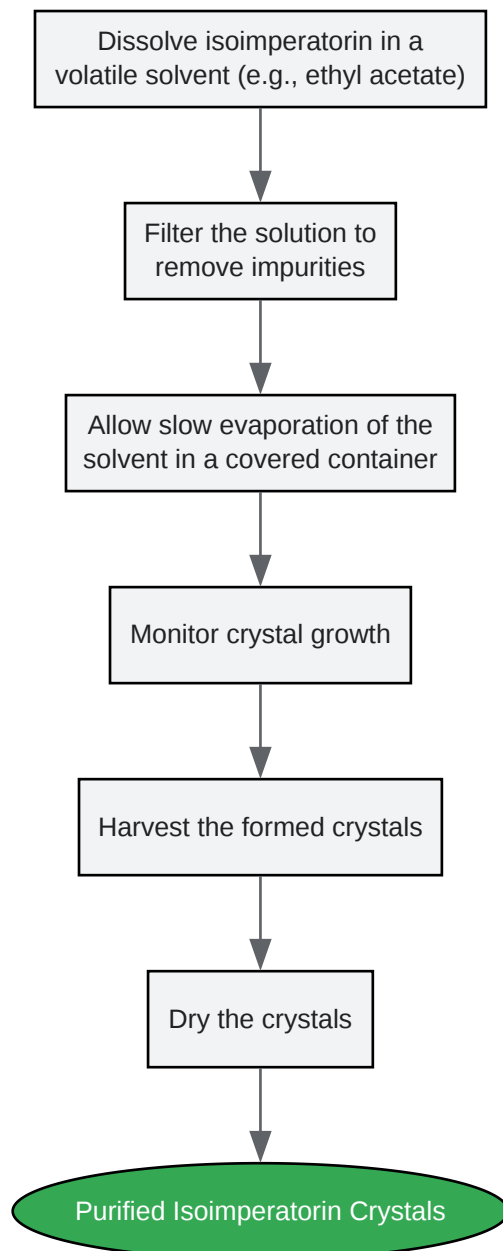 Dissolve isoimperatorin in a
volatile solvent (e.g., ethyl acetate)
Filter the solution to
remove impurities
Allow slow evaporation of the
solvent in a covered container
Monitor crystal growth
Harvest the formed crystals
Dry the crystals
Purified Isoimperatorin Crystals